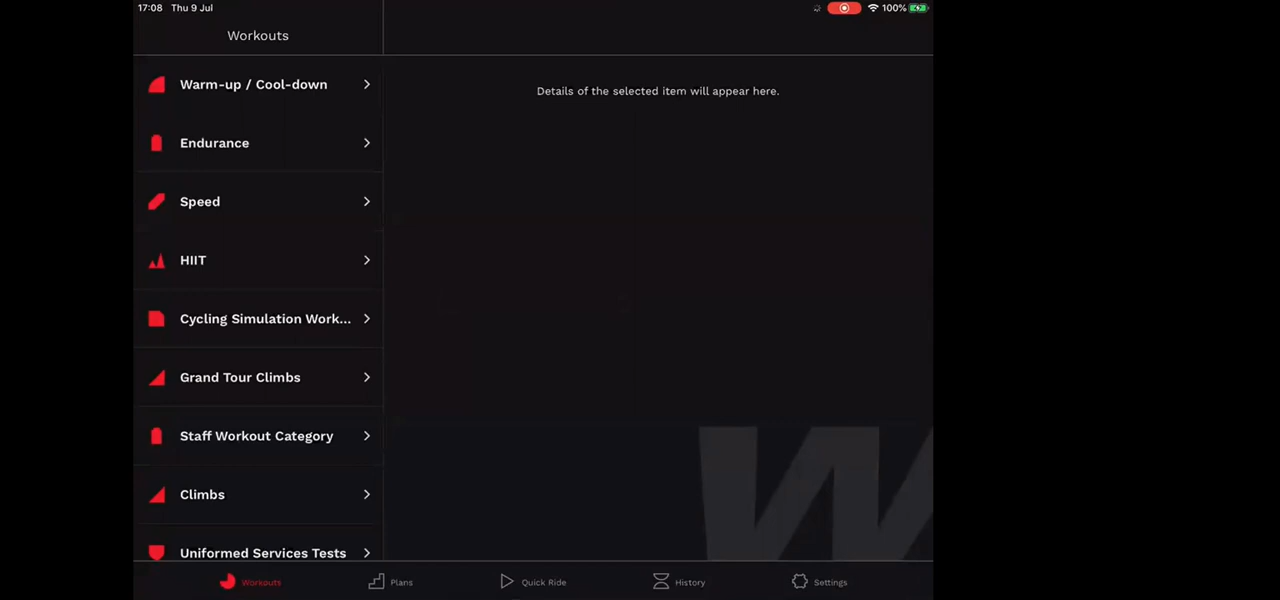 17:08 Thu 9 Jul
100%
Workouts
Details of the selected item will appear here.
Warm-up / Cool-down
Endurance
Speed
HIIT
Cycling Simulation Work...
Grand Tour Climbs
Staff Workout Category
Climbs
Uniformed Services Tests
W
Workouts
Plans
Quick Ride
History
Settings